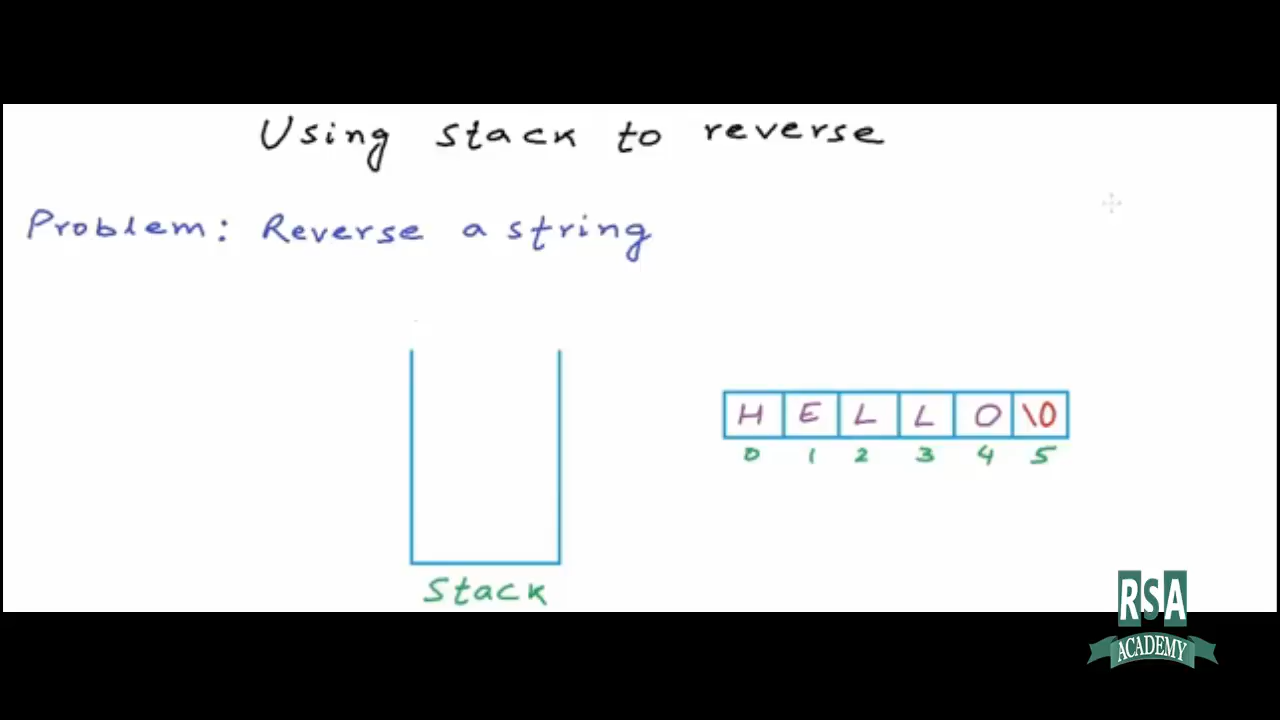 Using stack to reverse
Problem: Reverse a string
H E L L O \0
0 1 2 3 4 5
Stack
RSA
ACADEMY